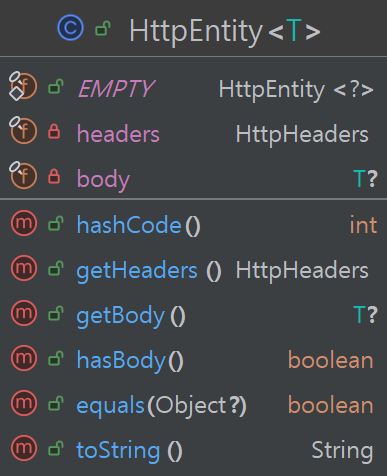 HttpEntity<T>
EMPTY HttpEntity <?>
headers HttpHeaders
body T?
hashCode() int
getHeaders () HttpHeaders
getBody () T?
hasBody() boolean
equals(Object?) boolean
toString () String